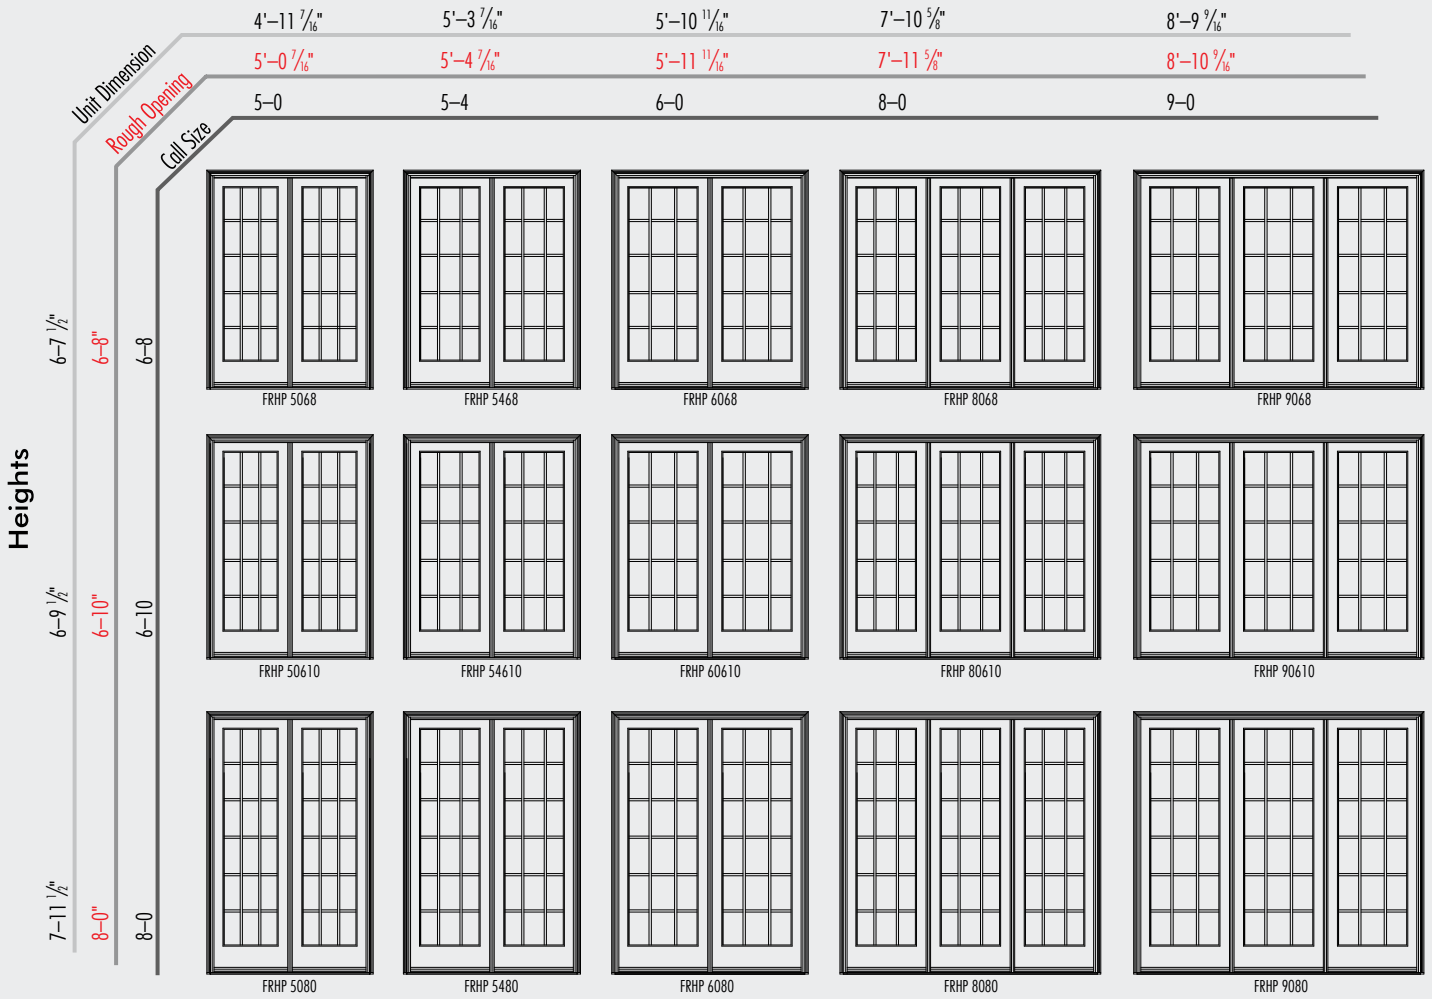 4'–11 7/16" 5'–3 7/16" 5'–10 11/16" 7'–10 5/8" 8'–9 9/16"
Unit Dimension
5'–0 7/16" 5'–4 7/16" 5'–11 11/16" 7'–11 5/8" 8'–10 9/16"
Rough Opening
5–0 5–4 6–0 8–0 9–0
Call Size
6–7 1/2" 6–8" 6–8
FRHP 5068 FRHP 5468 FRHP 6068 FRHP 8068 FRHP 9068
Heights
6–9 1/2" 6–10" 6–10
FRHP 50610 FRHP 54610 FRHP 60610 FRHP 80610 FRHP 90610
7–11 1/2" 8–0" 8–0
FRHP 5080 FRHP 5480 FRHP 6080 FRHP 8080 FRHP 9080